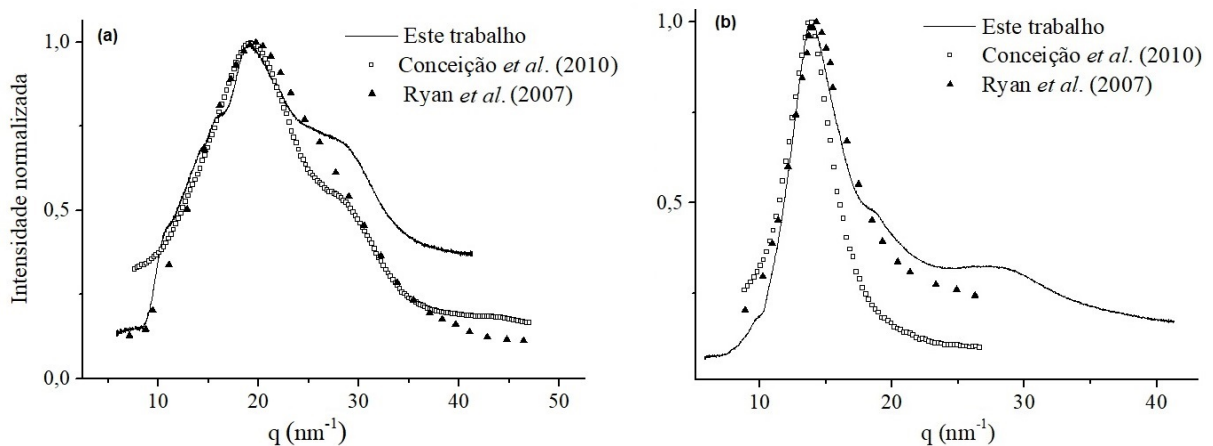 (a)
Este trabalho
Conceição et al. (2010)
Ryan et al. (2007)
Intensidade normalizada
1,0
0,5
0,0
10 20 30 40 50
q (nm-1)
(b)
Este trabalho
Conceição et al. (2010)
Ryan et al. (2007)
1,0
0,5
10 20 30 40
q (nm-1)